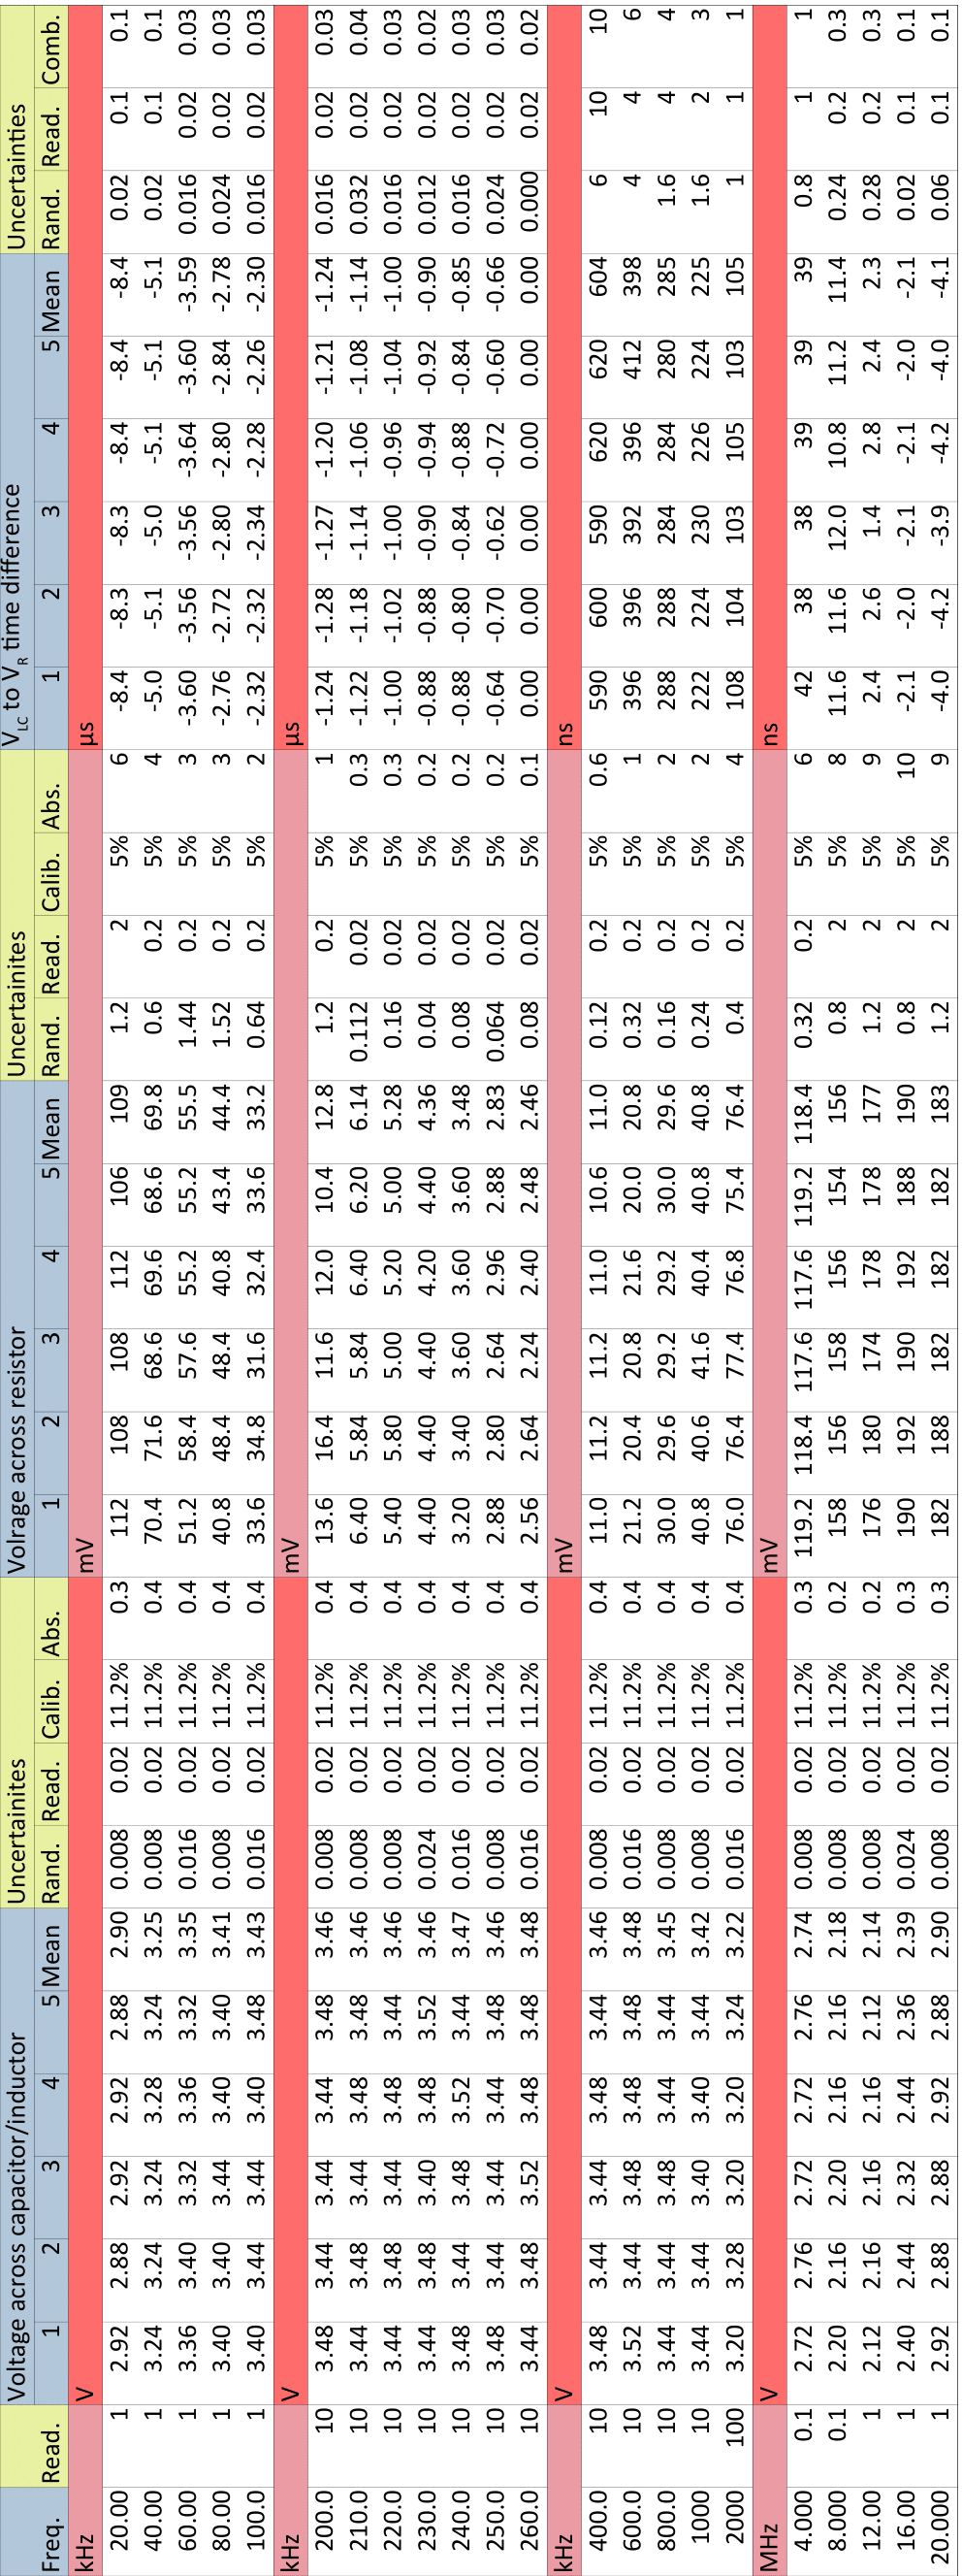 Voltage across capacitor/inductor Uncertainites Volrage across resistor Uncertainites V_LC to V_R time difference Uncertainties
Freq. Read. 1 2 3 4 5 Mean Rand. Read. Calib. Abs. 1 2 3 4 5 Mean Rand. Read. Calib. Abs. 1 2 3 4 5 Mean Rand. Read. Comb.
kHz V mV µs
20.00 1 2.92 2.88 2.92 2.92 2.88 2.90 0.008 0.02 11.2% 0.3 112 108 108 112 106 109 1.2 2 5% 6 -8.4 -8.3 -8.3 -8.4 -8.4 -8.4 0.02 0.1 0.1
40.00 1 3.24 3.24 3.24 3.28 3.24 3.25 0.008 0.02 11.2% 0.4 70.4 71.6 68.6 69.6 68.6 69.8 0.6 0.2 5% 4 -5.0 -5.1 -5.0 -5.1 -5.1 -5.1 0.02 0.1 0.1
60.00 1 3.36 3.40 3.32 3.36 3.32 3.35 0.016 0.02 11.2% 0.4 51.2 58.4 57.6 55.2 55.2 55.5 1.44 0.2 5% 3 -3.60 -3.56 -3.56 -3.64 -3.60 -3.59 0.016 0.02 0.03
80.00 1 3.40 3.40 3.44 3.40 3.40 3.41 0.008 0.02 11.2% 0.4 40.8 48.4 48.4 40.8 43.4 44.4 1.52 0.2 5% 3 -2.76 -2.72 -2.80 -2.80 -2.84 -2.78 0.024 0.02 0.03
100.0 1 3.40 3.44 3.44 3.40 3.48 3.43 0.016 0.02 11.2% 0.4 33.6 34.8 31.6 32.4 33.6 33.2 0.64 0.2 5% 2 -2.32 -2.32 -2.34 -2.28 -2.26 -2.30 0.016 0.02 0.03
kHz V mV µs
200.0 10 3.48 3.44 3.44 3.44 3.48 3.46 0.008 0.02 11.2% 0.4 13.6 16.4 11.6 12.0 10.4 12.8 1.2 0.2 5% 1 -1.24 -1.28 -1.27 -1.20 -1.21 -1.24 0.016 0.02 0.03
210.0 10 3.44 3.48 3.44 3.48 3.48 3.46 0.008 0.02 11.2% 0.4 6.40 5.84 5.84 6.40 6.20 6.14 0.112 0.02 5% 0.3 -1.22 -1.18 -1.14 -1.06 -1.08 -1.14 0.032 0.02 0.04
220.0 10 3.44 3.48 3.44 3.48 3.44 3.46 0.008 0.02 11.2% 0.4 5.40 5.80 5.00 5.20 5.00 5.28 0.16 0.02 5% 0.3 -1.00 -1.02 -1.00 -0.96 -1.04 -1.00 0.016 0.02 0.03
230.0 10 3.44 3.48 3.40 3.48 3.52 3.46 0.024 0.02 11.2% 0.4 4.40 4.40 4.40 4.20 4.40 4.36 0.04 0.02 5% 0.2 -0.88 -0.88 -0.90 -0.94 -0.92 -0.90 0.012 0.02 0.02
240.0 10 3.48 3.44 3.48 3.52 3.44 3.47 0.016 0.02 11.2% 0.4 3.20 3.40 3.60 3.60 3.60 3.48 0.08 0.02 5% 0.2 -0.88 -0.80 -0.84 -0.88 -0.84 -0.85 0.016 0.02 0.03
250.0 10 3.48 3.44 3.44 3.44 3.48 3.46 0.008 0.02 11.2% 0.4 2.88 2.80 2.64 2.96 2.88 2.83 0.064 0.02 5% 0.2 -0.64 -0.70 -0.62 -0.72 -0.60 -0.66 0.024 0.02 0.03
260.0 10 3.44 3.48 3.52 3.48 3.48 3.48 0.016 0.02 11.2% 0.4 2.56 2.64 2.24 2.40 2.48 2.46 0.08 0.02 5% 0.1 0.00 0.00 0.00 0.00 0.00 0.00 0.000 0.02 0.02
kHz V mV ns
400.0 10 3.48 3.44 3.44 3.48 3.44 3.46 0.008 0.02 11.2% 0.4 11.0 11.2 11.2 11.0 10.6 11.0 0.12 0.2 5% 0.6 590 600 590 620 620 604 6 10 10
600.0 10 3.52 3.44 3.48 3.48 3.48 3.48 0.016 0.02 11.2% 0.4 21.2 20.4 20.8 21.6 20.0 20.8 0.32 0.2 5% 1 396 396 392 396 412 398 4 4 6
800.0 10 3.44 3.44 3.48 3.44 3.44 3.45 0.008 0.02 11.2% 0.4 30.0 29.6 29.2 29.2 30.0 29.6 0.16 0.2 5% 2 288 288 284 284 280 285 1.6 4 4
1000 10 3.44 3.40 3.40 3.40 3.44 3.42 0.008 0.02 11.2% 0.4 40.8 40.6 41.6 40.4 40.8 40.8 0.24 0.2 5% 2 222 224 230 226 224 225 1.6 2 3
2000 100 3.20 3.28 3.20 3.20 3.24 3.22 0.016 0.02 11.2% 0.4 76.0 76.4 77.4 76.8 75.4 76.4 0.4 0.2 5% 4 108 104 103 105 103 105 1 1 1
MHz V mV ns
4.000 0.1 2.72 2.76 2.72 2.72 2.76 2.74 0.008 0.02 11.2% 0.3 119.2 118.4 117.6 117.6 119.2 118.4 0.32 0.2 5% 6 42 38 38 39 39 39 0.8 1 1
8.000 0.1 2.20 2.16 2.20 2.16 2.16 2.18 0.008 0.02 11.2% 0.2 158 156 158 156 154 156 0.8 2 5% 8 11.6 11.6 12.0 10.8 11.2 11.4 0.24 0.2 0.3
12.00 1 2.12 2.16 2.16 2.16 2.12 2.14 0.008 0.02 11.2% 0.2 176 180 174 178 178 177 1.2 2 5% 9 2.4 2.6 1.4 2.8 2.4 2.3 0.28 0.2 0.3
16.00 1 2.40 2.44 2.32 2.44 2.36 2.39 0.024 0.02 11.2% 0.3 190 192 190 192 188 190 0.8 2 5% 10 -2.1 -2.0 -2.1 -2.1 -2.0 -2.1 0.02 0.1 0.1
20.000 1 2.92 2.88 2.88 2.92 2.88 2.90 0.008 0.02 11.2% 0.3 182 188 182 182 182 183 1.2 2 5% 9 -4.0 -4.2 -3.9 -4.2 -4.0 -4.1 0.06 0.1 0.1